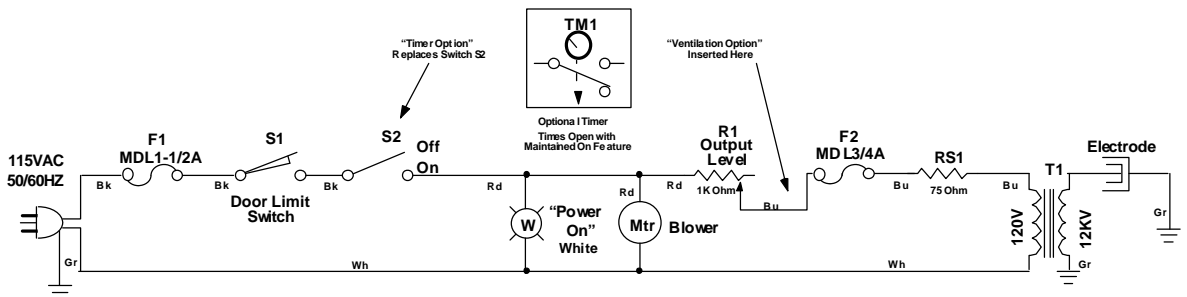 TM1
"Timer Option"
Replaces Switch S2
"Ventilation Option"
Inserted Here
Optional Timer
Times Open with
Maintained On Feature
115VAC
50/60HZ
F1
MDL1-1/2A
S1
S2
Off
On
R1
Output
Level
1K Ohm
F2
MDL3/4A
RS1
75 Ohm
T1
Electrode
Bk
Bk
Bk
Rd
Rd
Rd
Bu
Bu
Bu
Door Limit
Switch
W
"Power
On"
White
Mtr
Blower
120V
12KV
Gr
Gr
Wh
Wh
Gr